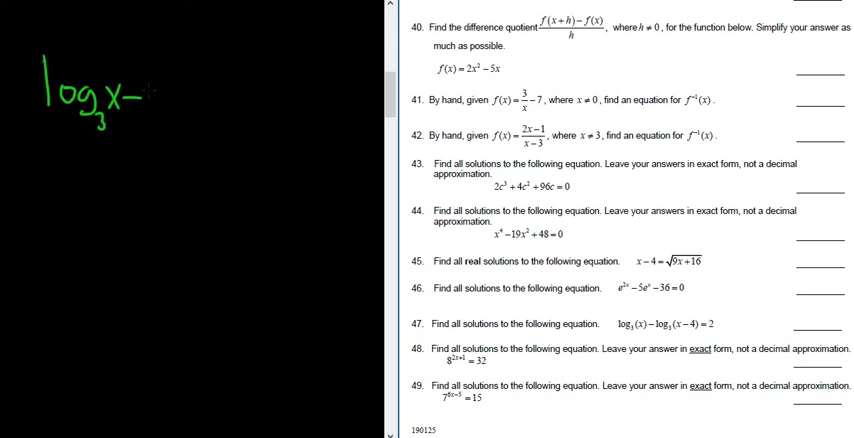 log₃x−
40. Find the difference quotient (f(x+h)−f(x))/h, where h≠0, for the function below. Simplify your answer as
much as possible.
f(x)=2x²−5x
41. By hand, given f(x)=3/x−7, where x≠0, find an equation for f⁻¹(x).
42. By hand, given f(x)=(2x−1)/(x−3), where x≠3, find an equation for f⁻¹(x).
43. Find all solutions to the following equation. Leave your answers in exact form, not a decimal
approximation.
2c³+4c²+96c=0
44. Find all solutions to the following equation. Leave your answers in exact form, not a decimal
approximation.
x⁴−19x²+48=0
45. Find all real solutions to the following equation. x−4=√(9x+16)
46. Find all solutions to the following equation. e²ˣ−5eˣ−36=0
47. Find all solutions to the following equation. log₃(x)−log₃(x−4)=2
48. Find all solutions to the following equation. Leave your answer in exact form, not a decimal approximation.
8²ˣ⁺¹=32
49. Find all solutions to the following equation. Leave your answer in exact form, not a decimal approximation.
7⁶ˣ⁻⁵=15
190125